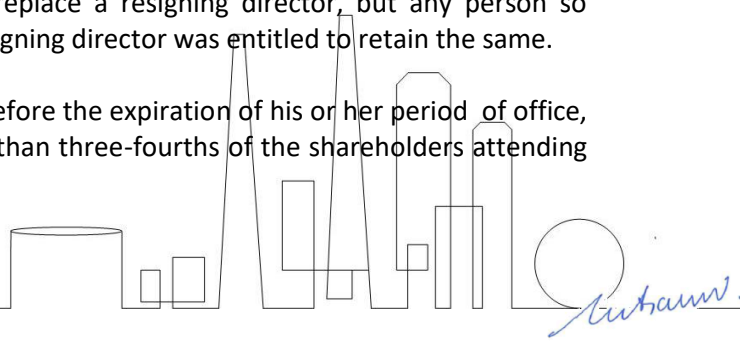 replace a resigning director, but any person so
gning director was entitled to retain the same.
efore the expiration of his or her period of office,
than three-fourths of the shareholders attending